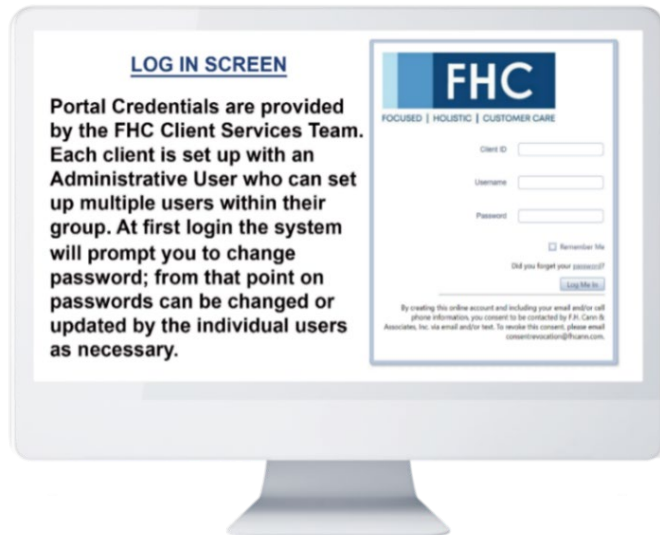 LOG IN SCREEN
Portal Credentials are provided
by the FHC Client Services Team.
Each client is set up with an
Administrative User who can set
up multiple users within their
group. At first login the system
will prompt you to change
password; from that point on
passwords can be changed or
updated by the individual users
as necessary.
FHC
FOCUSED | HOLISTIC | CUSTOMER CARE
Client ID
Username
Password
Remember Me
Did you forget your password?
Log Me In
By creating this online account and including your email and/or cell
phone information, you consent to be contacted by F.H. Cann &
Associates, Inc. via email and/or text. To revoke this consent, please email
consentrevocation@fhcann.com.